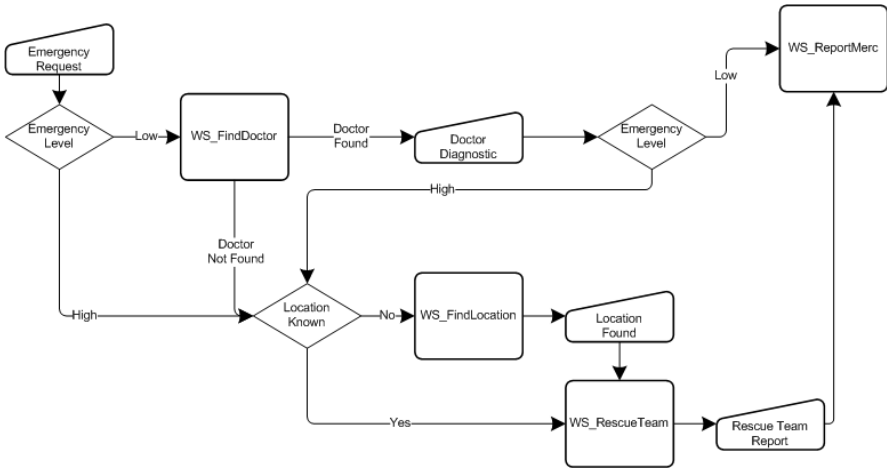 Emergency
Request
WS_ReportMerc
Low
Emergency
Level
Low
WS_FindDoctor
Doctor
Found
Doctor
Diagnostic
Emergency
Level
High
Doctor
Not Found
High
Location
Known
No
WS_FindLocation
Location
Found
Yes
WS_RescueTeam
Rescue Team
Report